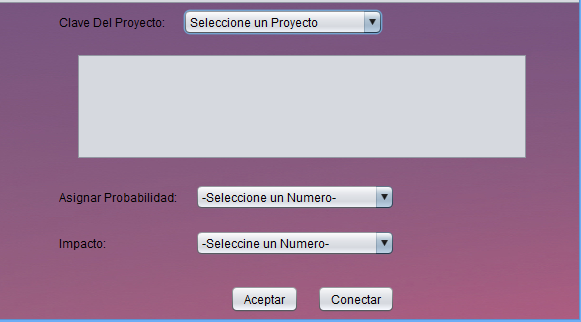 Clave Del Proyecto: Seleccione un Proyecto
Asignar Probabilidad: -Seleccione un Numero-
Impacto: -Seleccine un Numero-
Aceptar Conectar